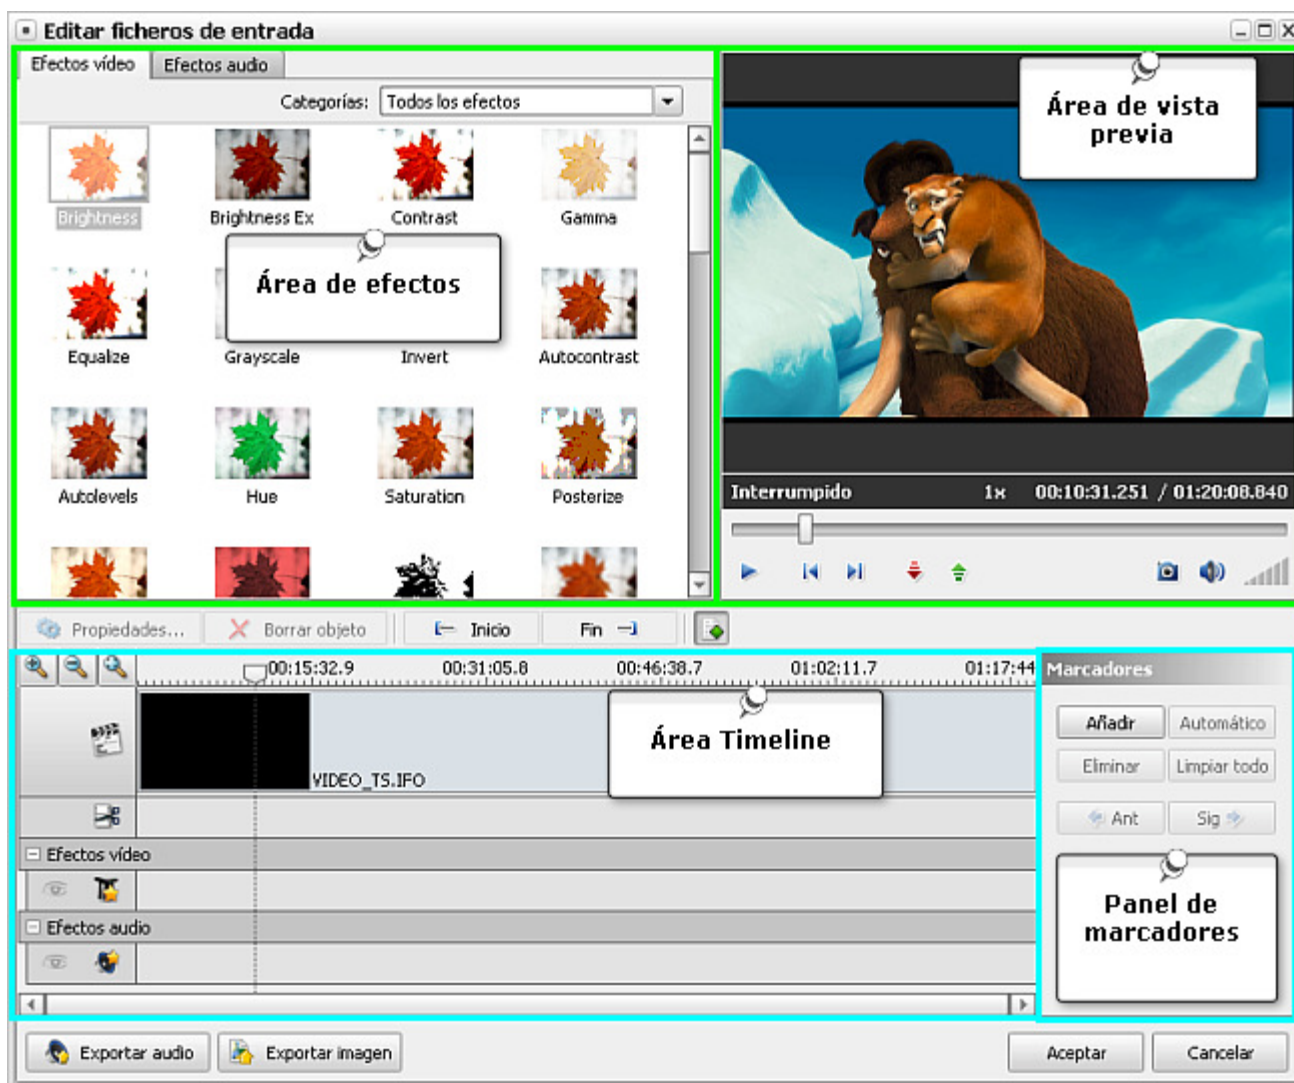 Editar ficheros de entrada
Efectos vídeo
Efectos audio
Categorías:
Todos los efectos
Brightness
Brightness Ex
Contrast
Gamma
Área de efectos
Equalize
Grayscale
Invert
Autocontrast
Autolevels
Hue
Saturation
Posterize
Área de vista
previa
Interrumpido
1x
00:10:31.251 / 01:20:08.840
Propiedades...
Borrar objeto
Inicio
Fin
00:15:32.9
00:31:05.8
00:46:38.7
01:02:11.7
01:17:44
VIDEO_TS.IFO
Área Timeline
Efectos vídeo
Efectos audio
Marcadores
Añadir
Automático
Eliminar
Limpiar todo
Ant
Sig
Panel de
marcadores
Exportar audio
Exportar imagen
Aceptar
Cancelar